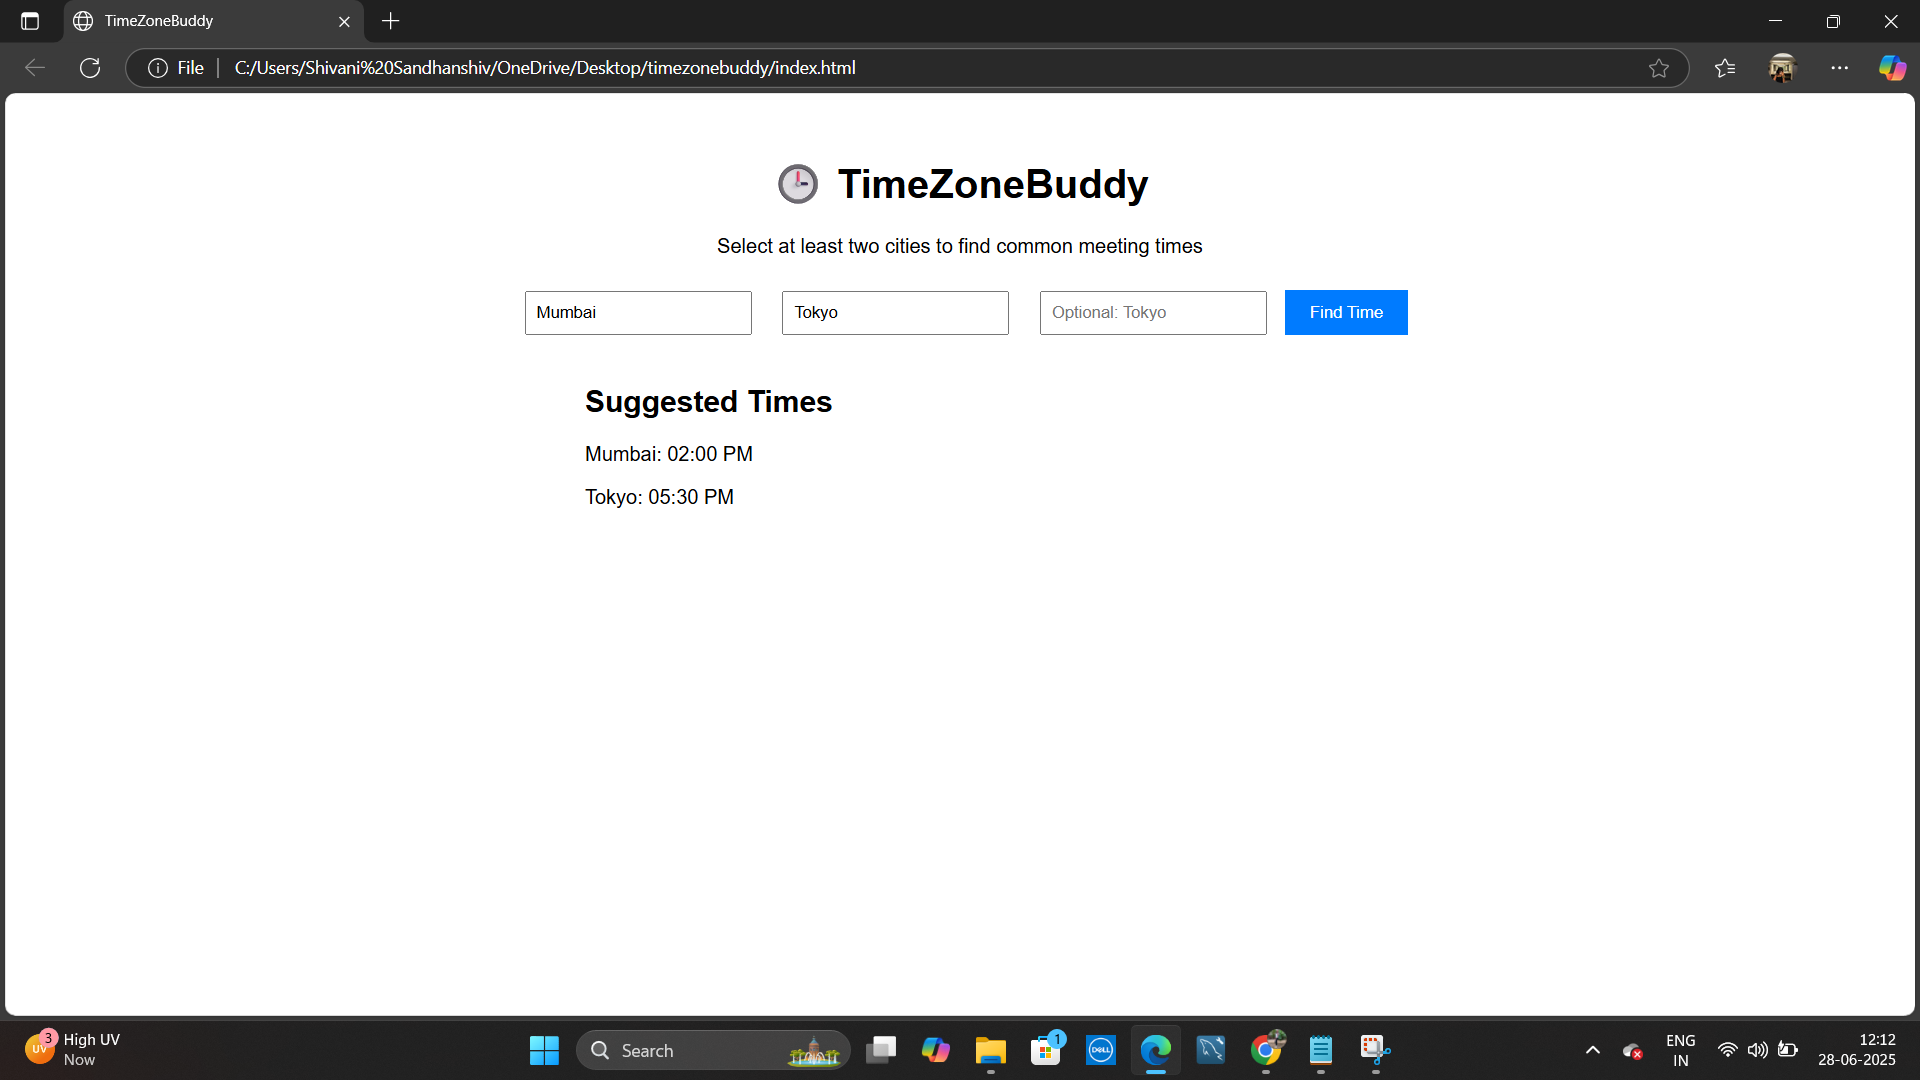 TimeZoneBuddy
File
C:/Users/Shivani%20Sandhanshiv/OneDrive/Desktop/timezonebuddy/index.html
TimeZoneBuddy
Select at least two cities to find common meeting times
Mumbai Tokyo Optional: Tokyo Find Time
Suggested Times
Mumbai: 02:00 PM
Tokyo: 05:30 PM
3
UV
High UV
Now
Search
1
DELL
ENG
IN
12:12
28-06-2025